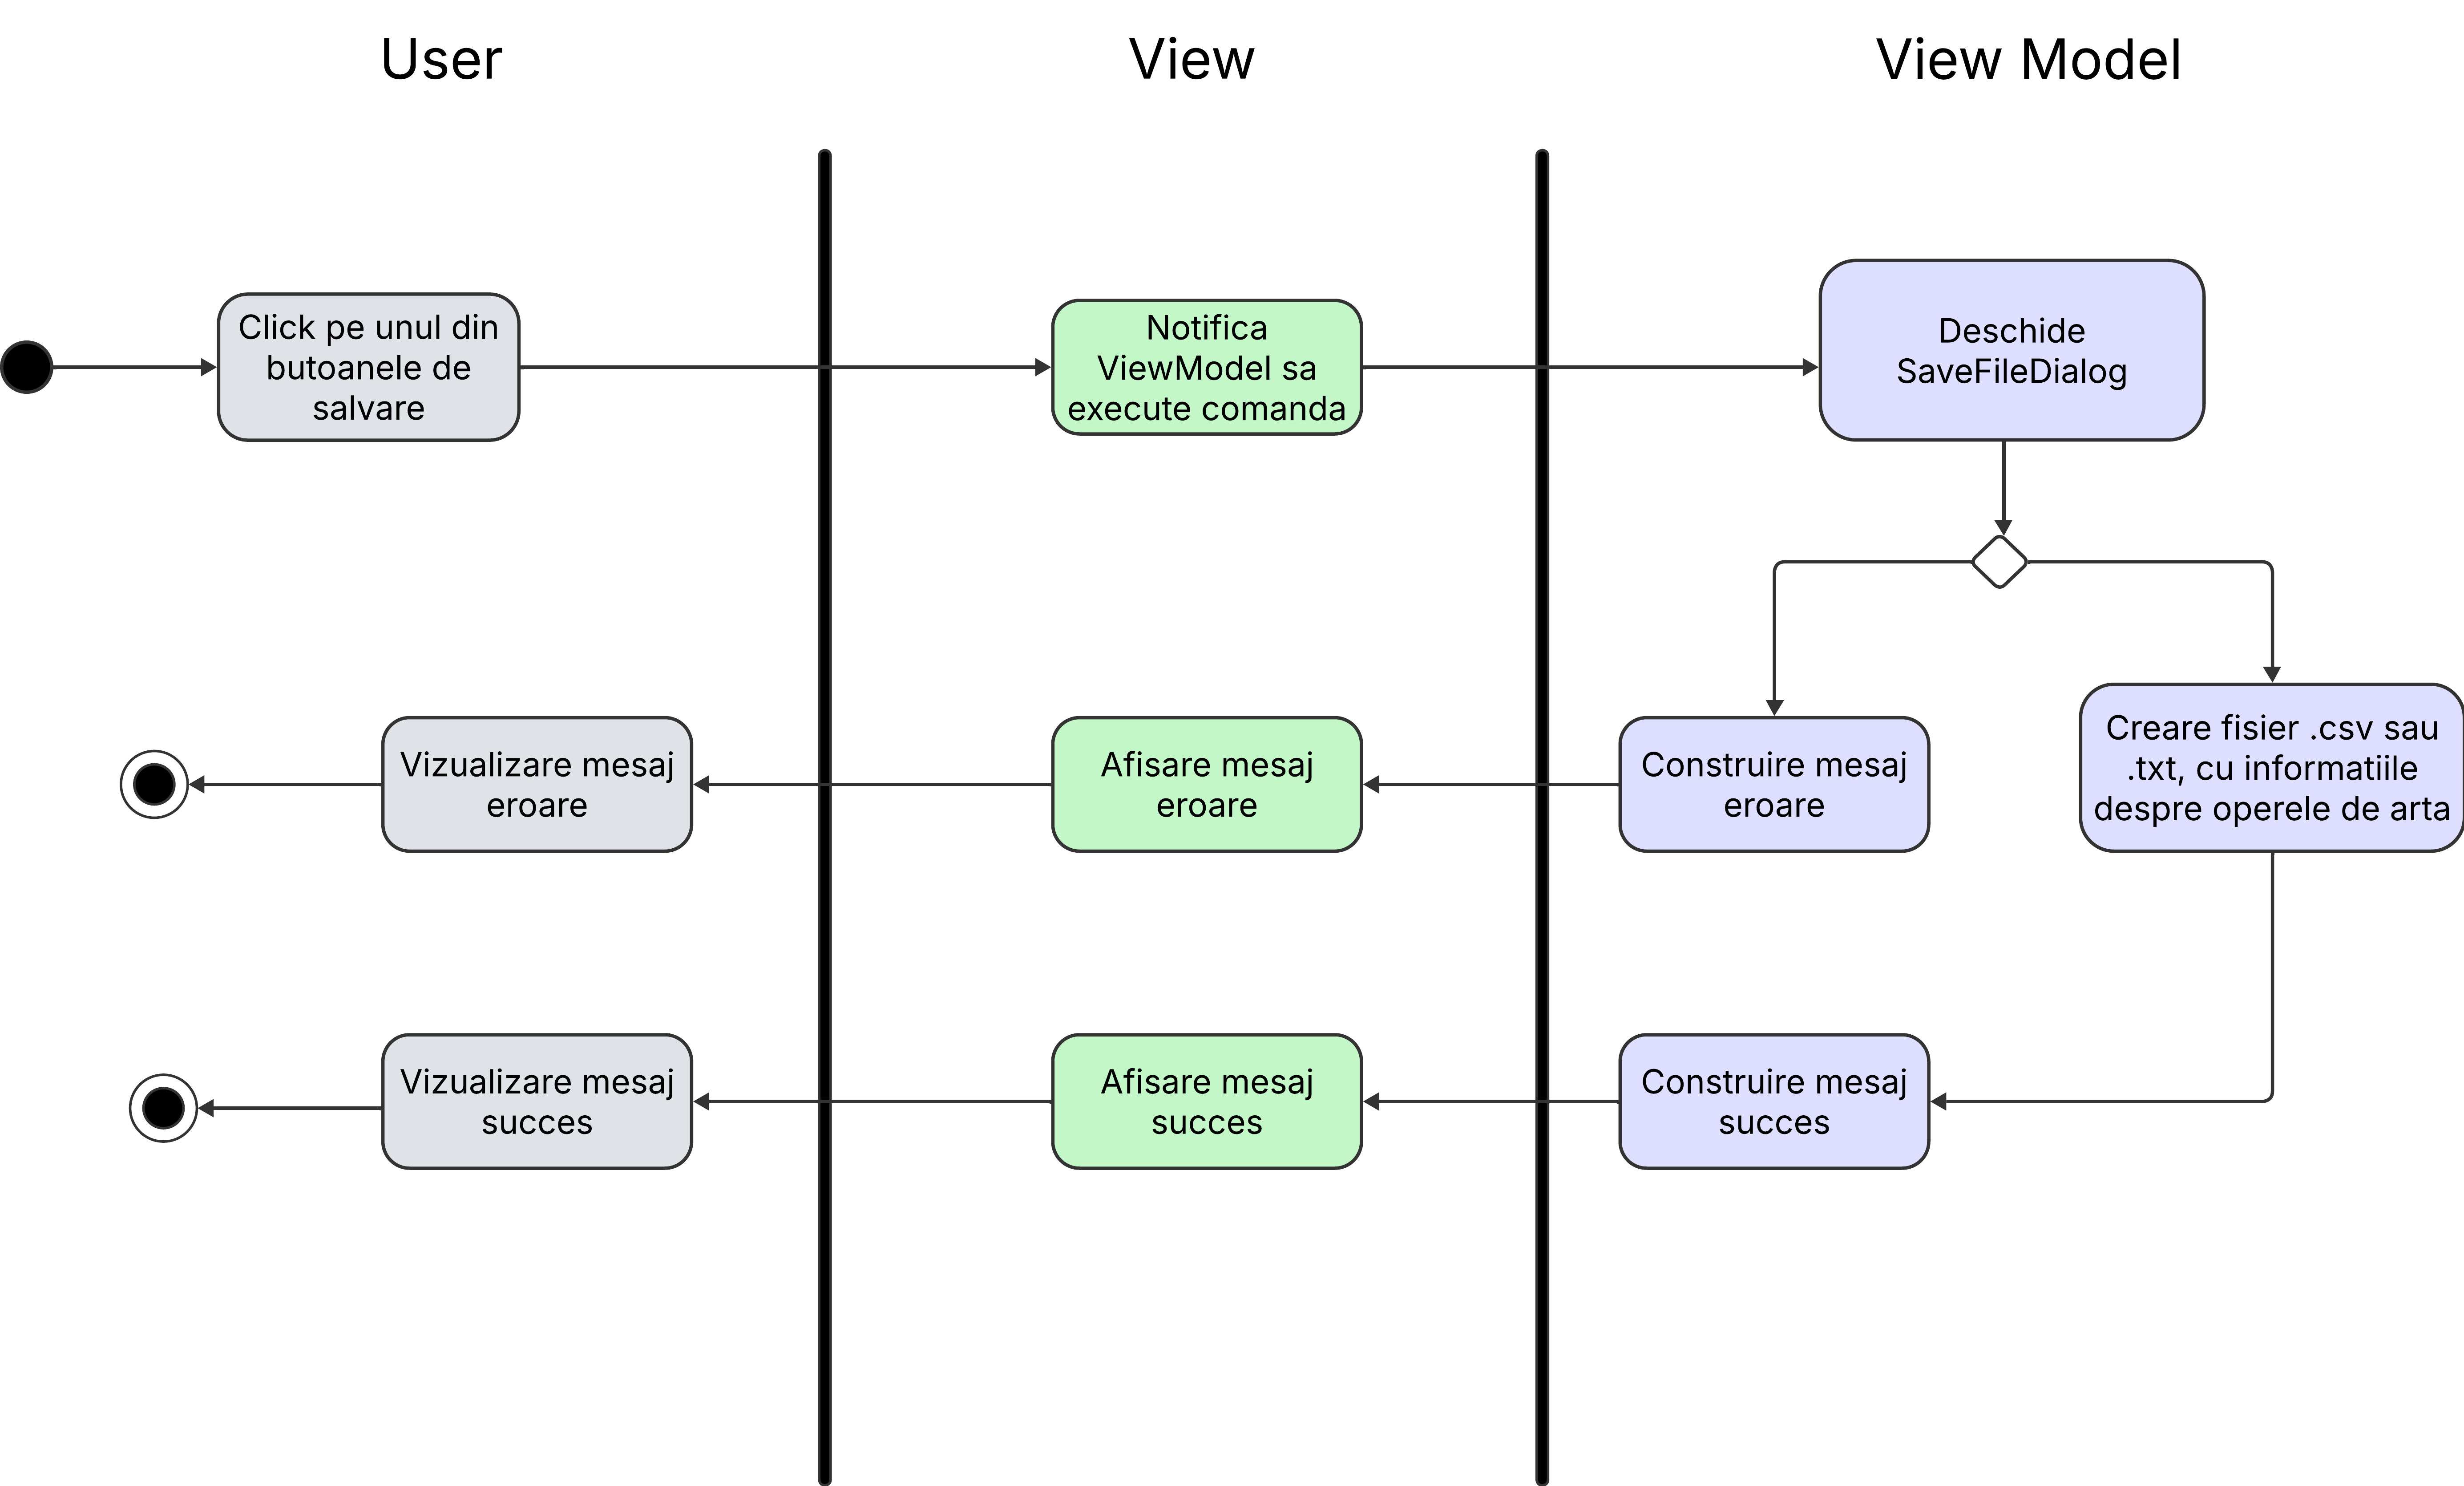 User
View
View Model
Click pe unul din
butoanele de
salvare
Notifica
ViewModel sa
execute comanda
Deschide
SaveFileDialog
Vizualizare mesaj
eroare
Afisare mesaj
eroare
Construire mesaj
eroare
Creare fisier .csv sau
.txt, cu informatiile
despre operele de arta
Vizualizare mesaj
succes
Afisare mesaj
succes
Construire mesaj
succes